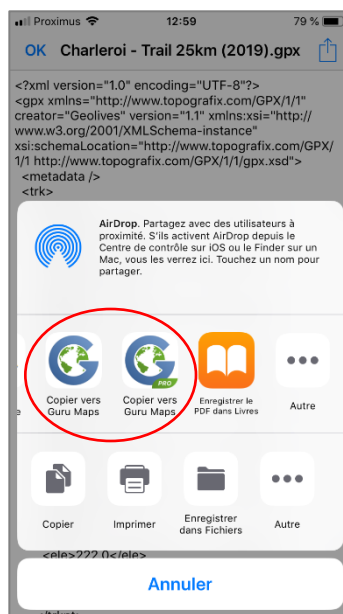 Proximus 12:59 79 %
OK Charleroi - Trail 25km (2019).gpx
<?xml version="1.0" encoding="UTF-8"?>
<gpx xmlns="http://www.topografix.com/GPX/1/1"
creator="Geolives" version="1.1" xmlns:xsi="http://
www.w3.org/2001/XMLSchema-instance"
xsi:schemaLocation="http://www.topografix.com/GPX/
1/1 http://www.topografix.com/GPX/1/1/gpx.xsd">
<metadata />
<trk>
AirDrop. Partagez avec des utilisateurs à
proximité. S'ils activent AirDrop depuis le
Centre de contrôle sur iOS ou le Finder sur un
Mac, vous les verrez ici. Touchez un nom pour
partager.
PRO
Copier vers Copier vers Enregistrer le Autre
Guru Maps Guru Maps PDF dans Livres
Copier Imprimer Enregistrer Autre
dans Fichiers
<ele>222.0</ele>
Annuler